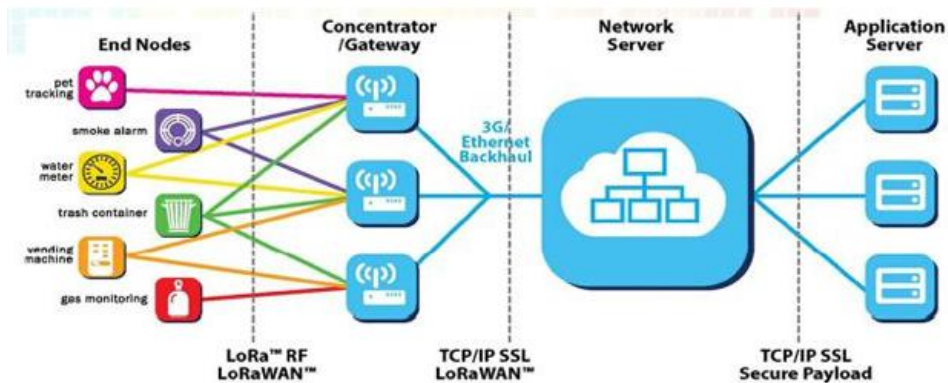 End Nodes
Concentrator
/Gateway
Network
Server
Application
Server
pet
tracking
smoke alarm
water
meter
trash container
vending
machine
gas monitoring
3G/
Ethernet
Backhaul
LoRa™ RF
LoRaWAN™
TCP/IP SSL
LoRaWAN™
TCP/IP SSL
Secure Payload